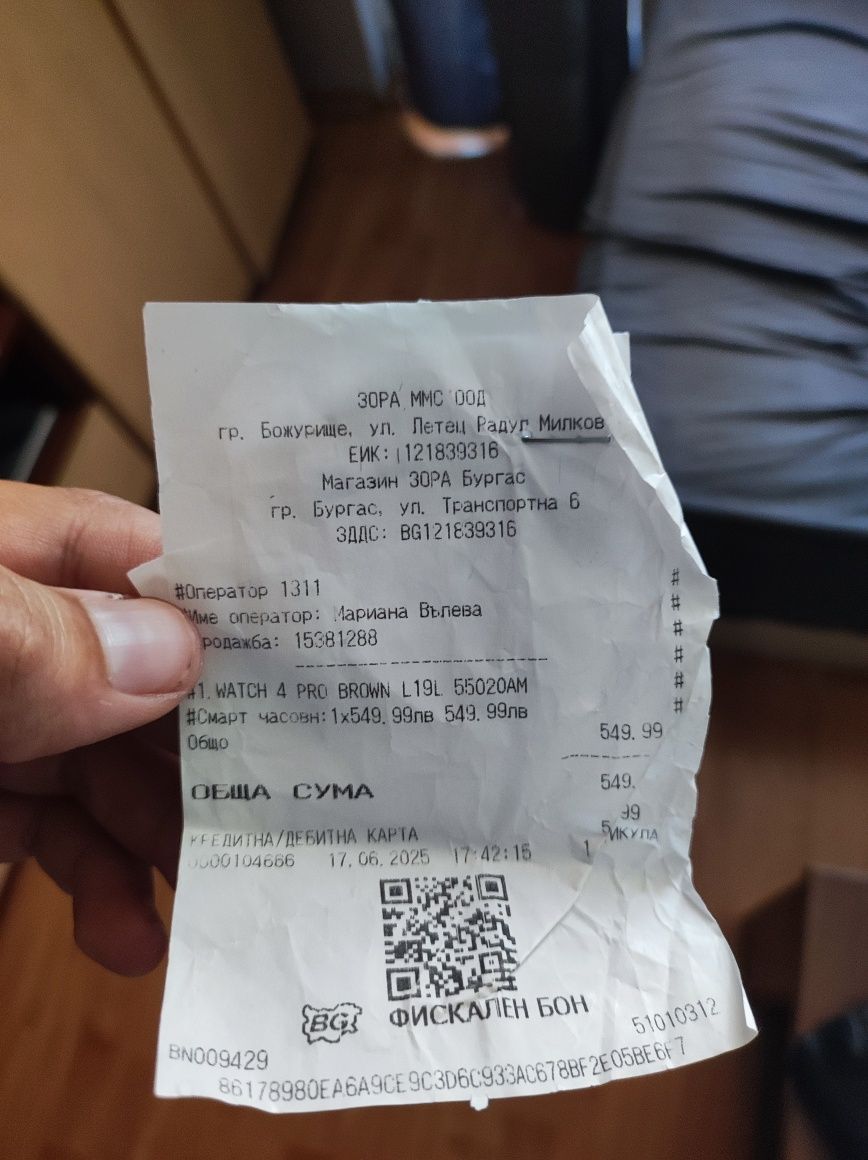 ЗОРА ММС ООД
гр. Божурище, ул. Летец Радул Милков
ЕИК: 121839316
Магазин ЗОРА Бургас
гр. Бургас, ул. Транспортна 6
ЗДДС: BG121839316
#Оператор 1311 #
#Име оператор: Мариана Вълева #
родажба: 15381288 #
#
#1. WATCH 4 PRO BROWN L19L 55020AM #
#Смарт часовн: 1x549.99лв 549.99лв #
Общо 549.99
ОБЩА СУМА 549.
99
КРЕДИТНА/ДЕБИТНА КАРТА
0000104666 17.06.2025 17:42:15 1
ФИСКАЛЕН БОН
BG
BN009429 51010312
86178980EA6A9CE9C3D6C933AC678BF2E05BE6F7